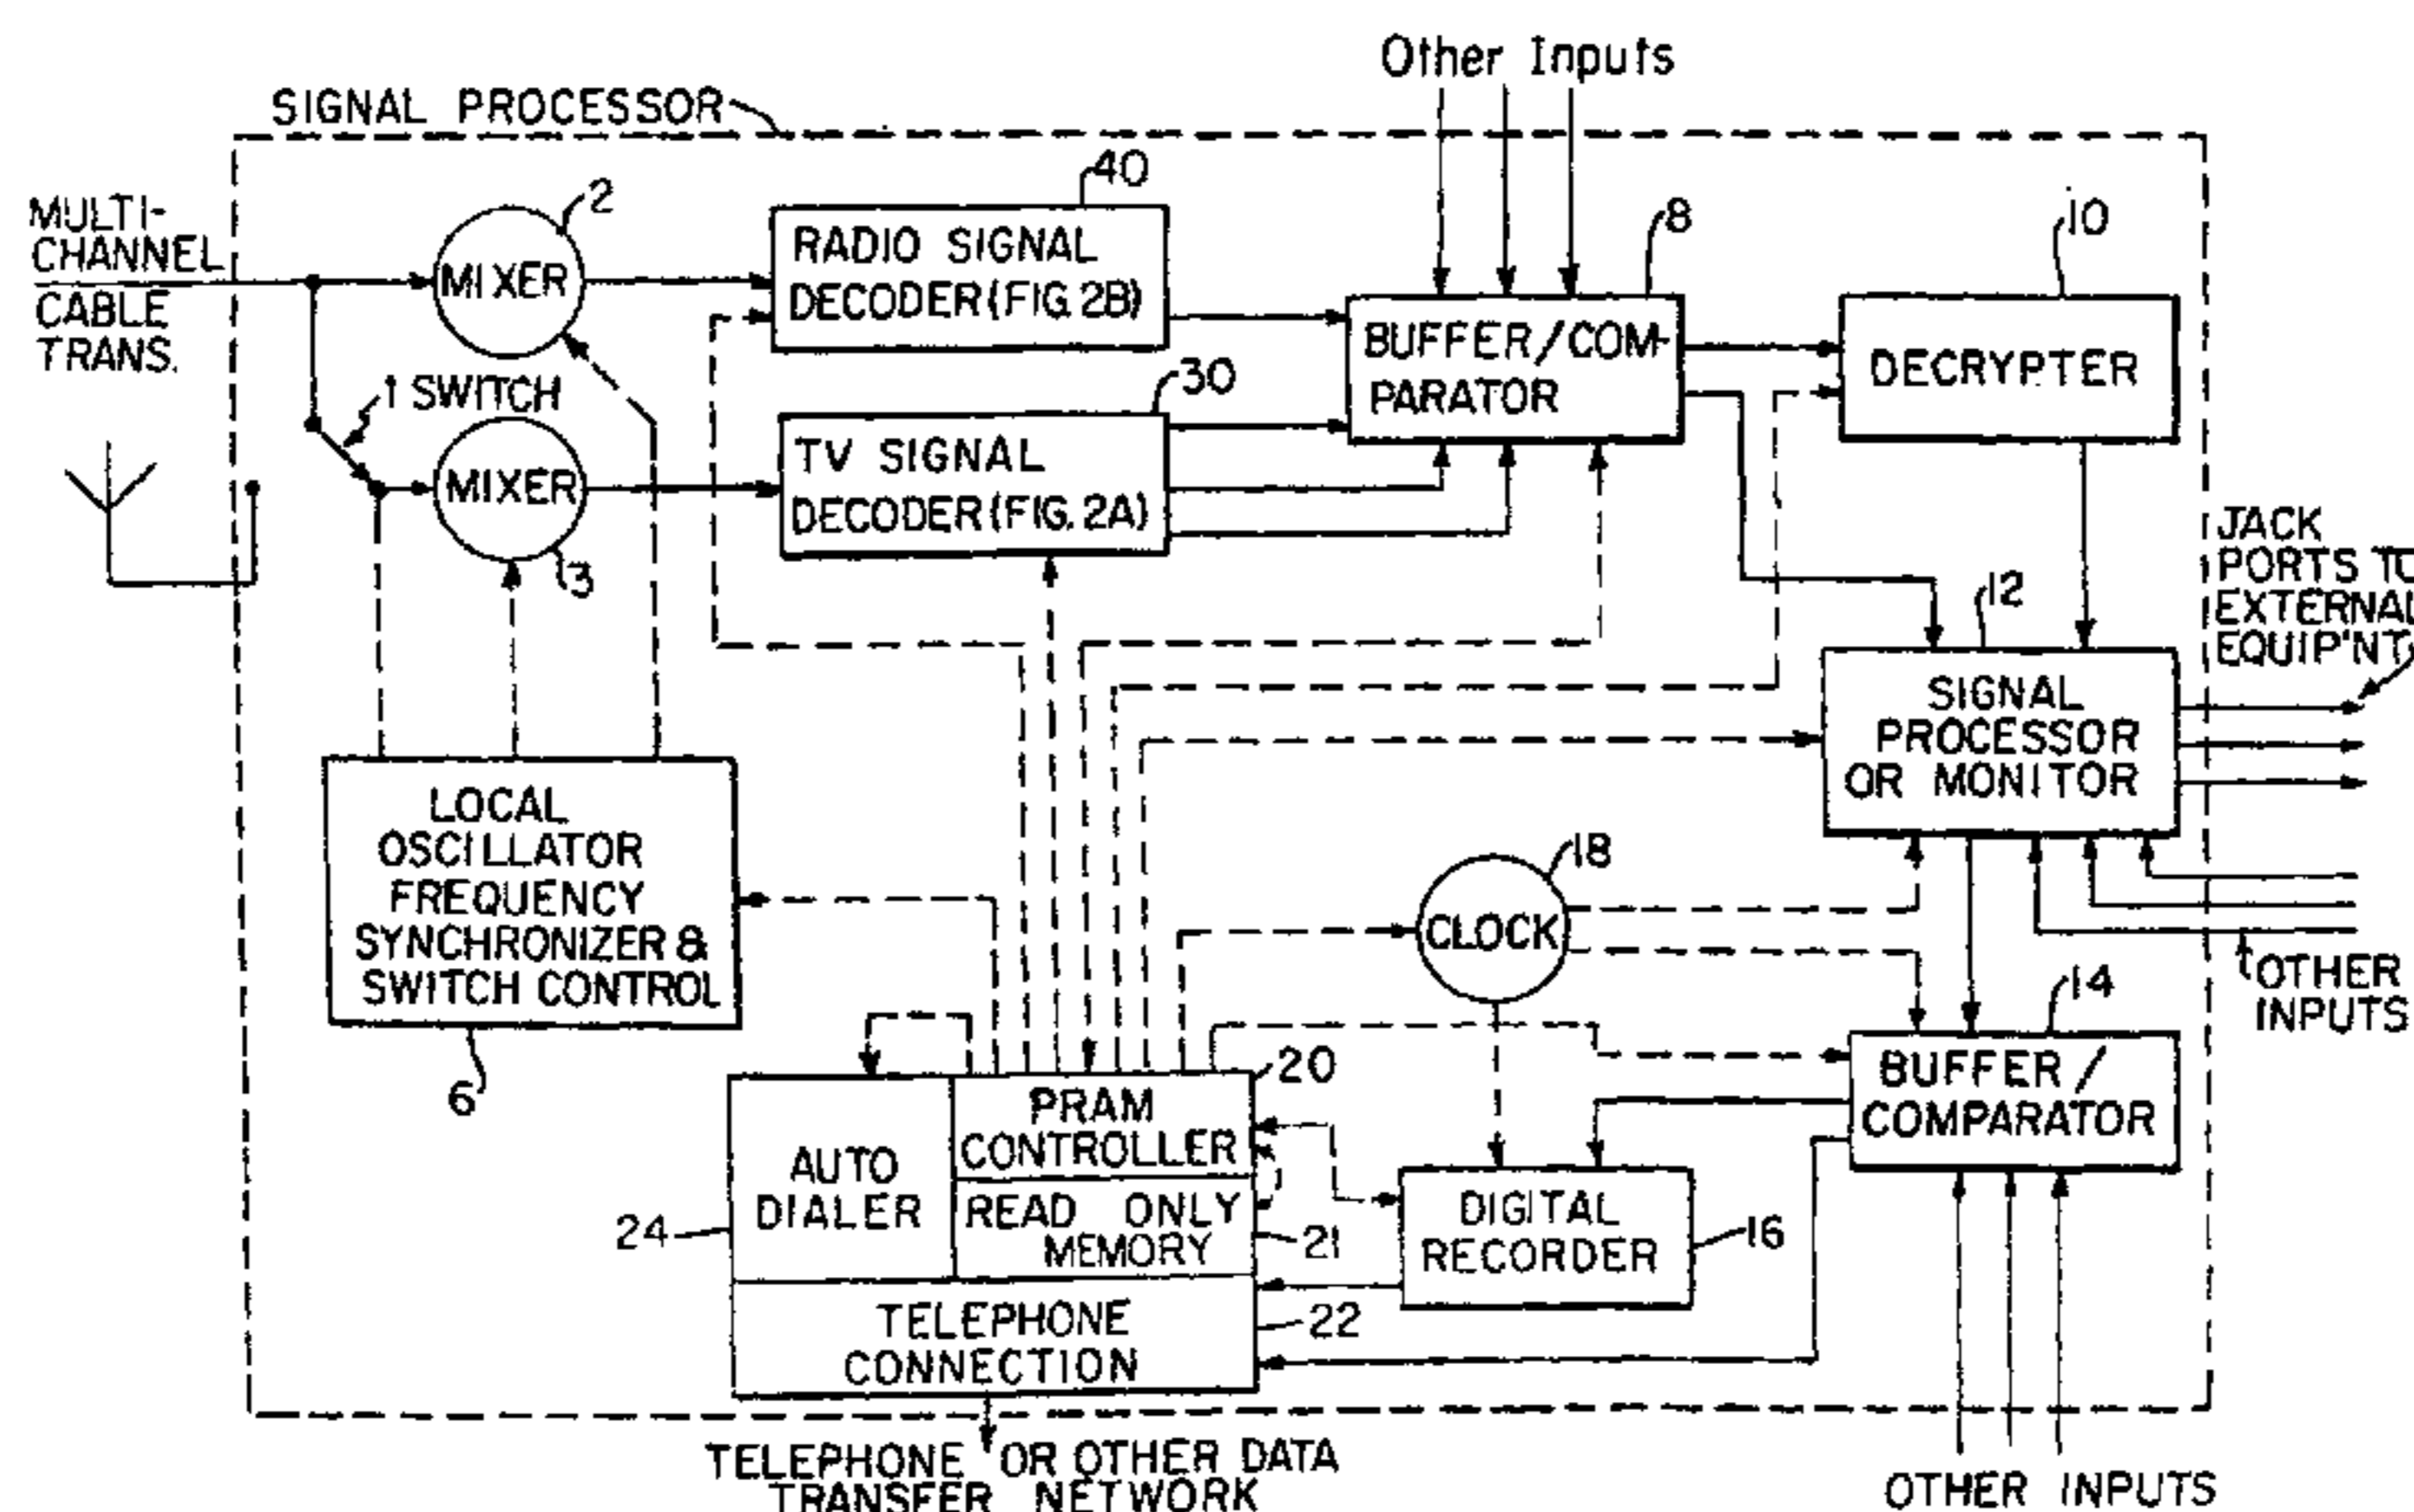 Other Inputs
SIGNAL PROCESSOR
40
2
8
10
MULTI-
CHANNEL
CABLE
TRANS.
MIXER
RADIO SIGNAL
DECODER (FIG. 2B)
BUFFER/COM-
PARATOR
DECRYPTER
1 SWITCH
30
MIXER
3
TV SIGNAL
DECODER (FIG. 2A)
JACK
PORTS TO
EXTERNAL
EQUIP'NT.
12
SIGNAL
PROCESSOR
OR MONITOR
LOCAL
OSCILLATOR
FREQUENCY
SYNCHRONIZER &
SWITCH CONTROL
6
18
CLOCK
OTHER
INPUTS
14
BUFFER /
COMPARATOR
20
PRAM
CONTROLLER
AUTO
DIALER
24
READ ONLY
MEMORY
21
DIGITAL
RECORDER
16
TELEPHONE
CONNECTION
22
TELEPHONE OR OTHER DATA
TRANSFER NETWORK
OTHER INPUTS